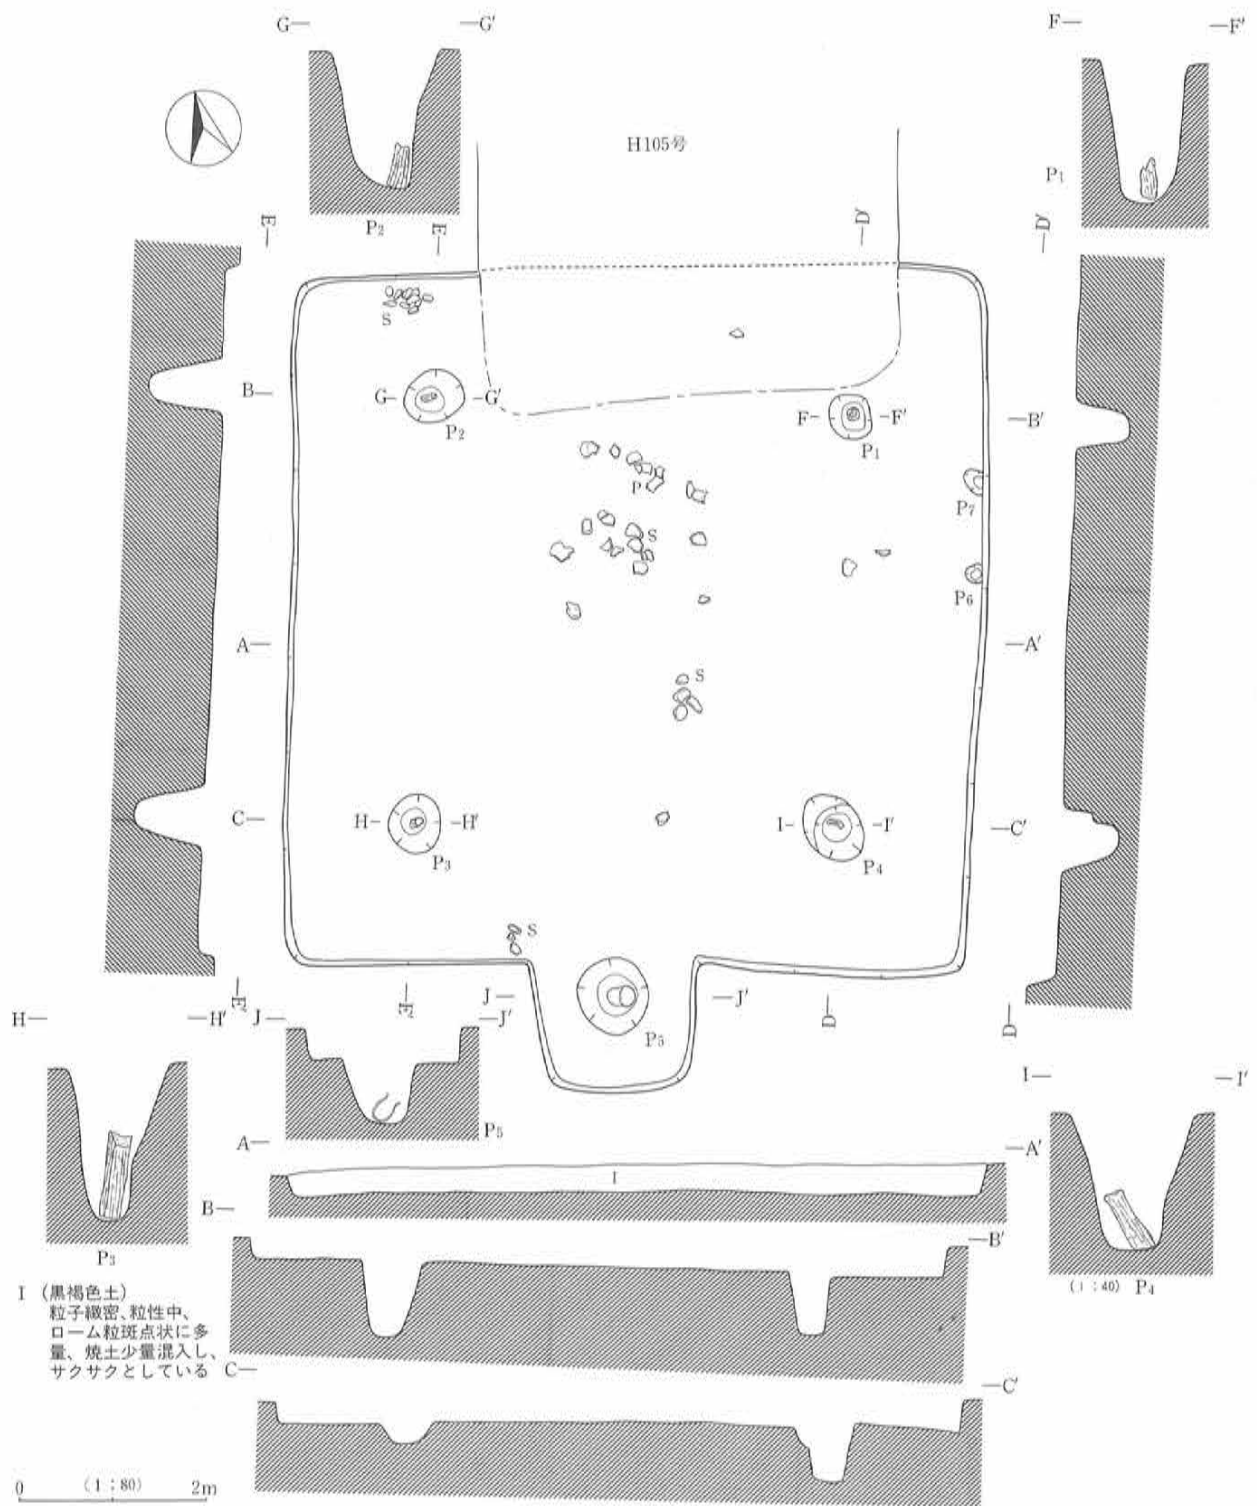 G— —G′
F— —F′
H105号
P1
P2
E—
E′—
D′—
D′—
S
B—
G— —G′
P2
F— —F′
P1
—B′
P
S
P7
P6
A—
—A′
S
C—
H— —H′
P3
I— —I′
P4
—C′
S
J—
P5
—J′
D—
D—
H— —H′
J— —J′
P5
I— —I′
A— —A′
I
B— —B′
P3
(1:40) P4
I (黒褐色土)
粒子緻密、粒性中、
ローム粒斑点状に多
量、焼土少量混入し、
サクサクとしている
C— —C′
0 (1:80) 2m